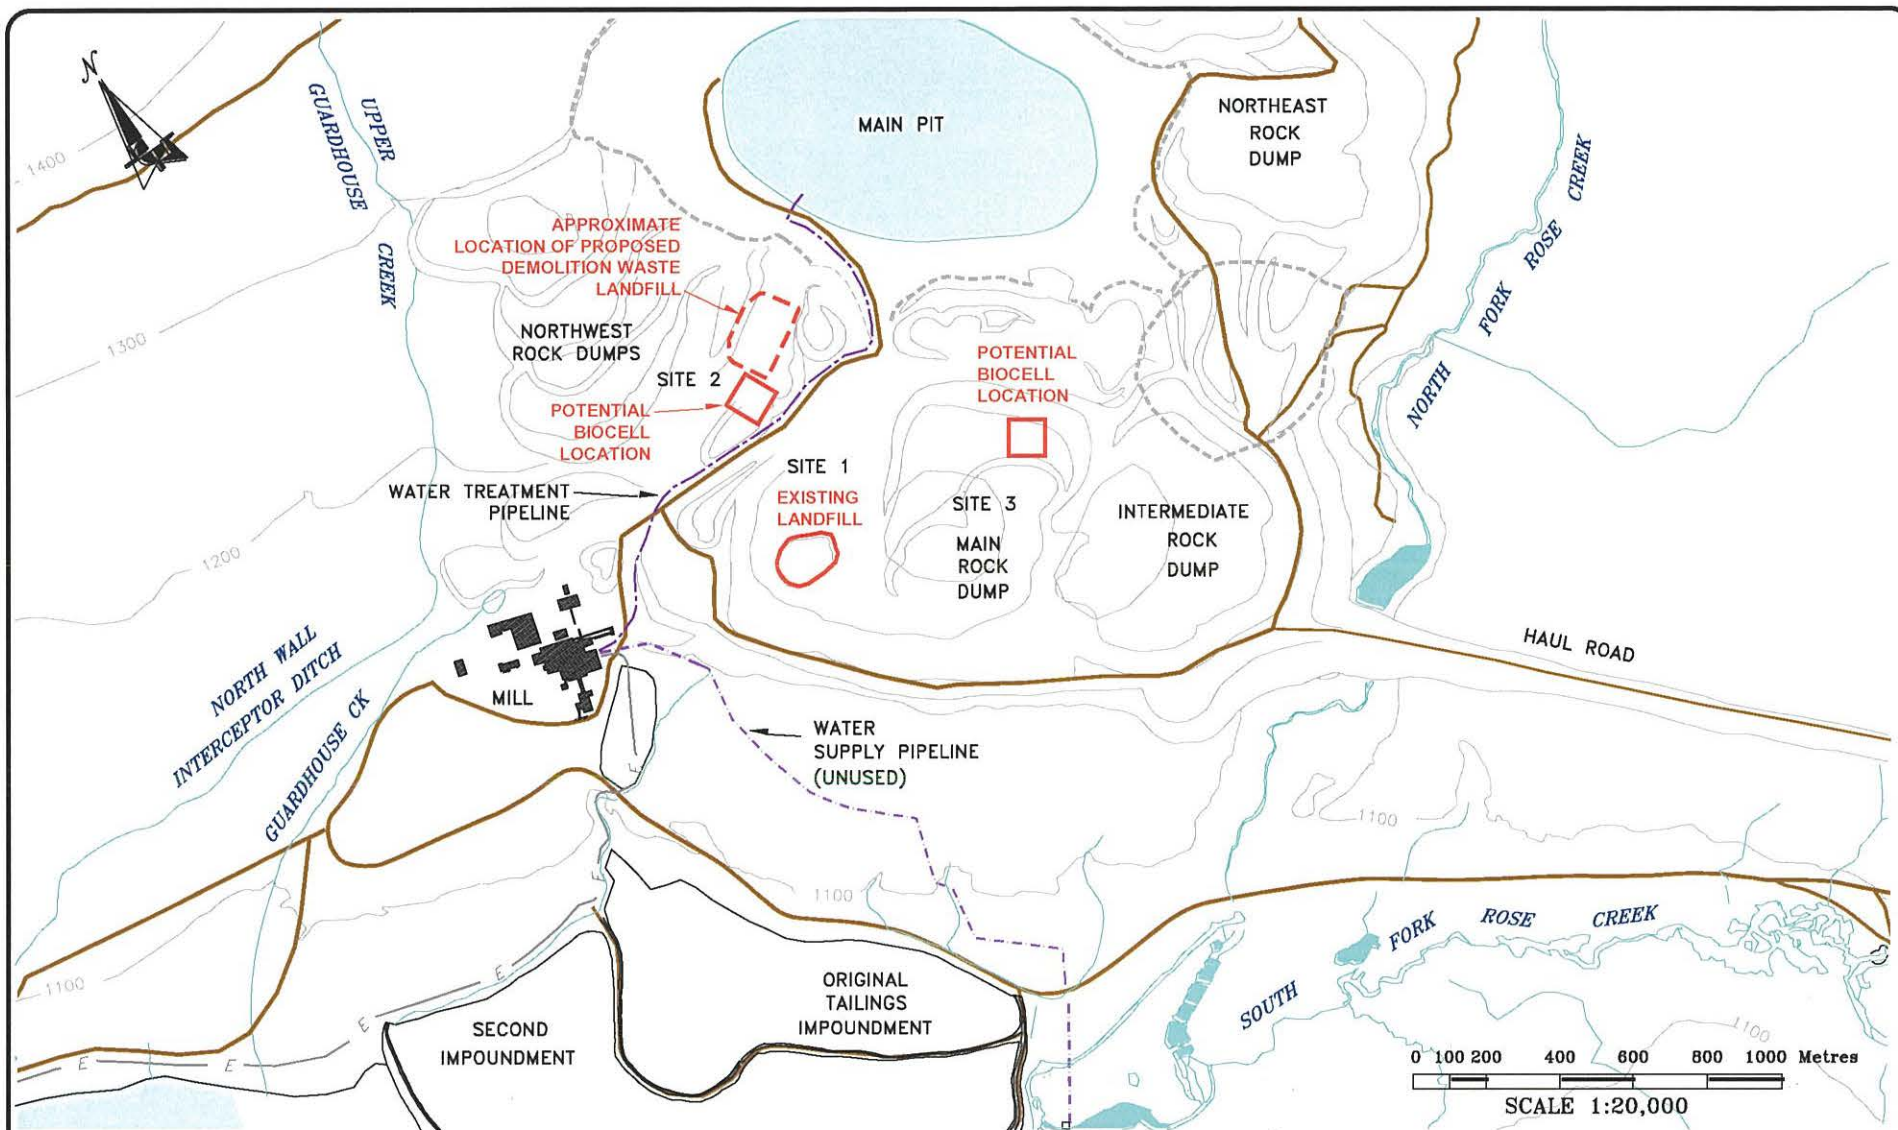 N
1400
UPPER
GUARDHOUSE
CREEK
MAIN PIT
NORTHEAST
ROCK
DUMP
NORTH FORK ROSE CREEK
APPROXIMATE
LOCATION OF PROPOSED
DEMOLITION WASTE
LANDFILL
1300
NORTHWEST
ROCK DUMPS
SITE 2
POTENTIAL
BIOCELL
LOCATION
POTENTIAL
BIOCELL
LOCATION
WATER TREATMENT
PIPELINE
SITE 1
EXISTING
LANDFILL
SITE 3
MAIN
ROCK
DUMP
INTERMEDIATE
ROCK
DUMP
1200
NORTH WALL
INTERCEPTOR DITCH
GUARDHOUSE CK
MILL
HAUL ROAD
WATER
SUPPLY PIPELINE
(UNUSED)
E
1100
1100
E
E
E
E
E
1100
SECOND
IMPOUNDMENT
ORIGINAL
TAILINGS
IMPOUNDMENT
SOUTH FORK ROSE CREEK
1100
0 100 200 400 600 800 1000 Metres
SCALE 1:20,000